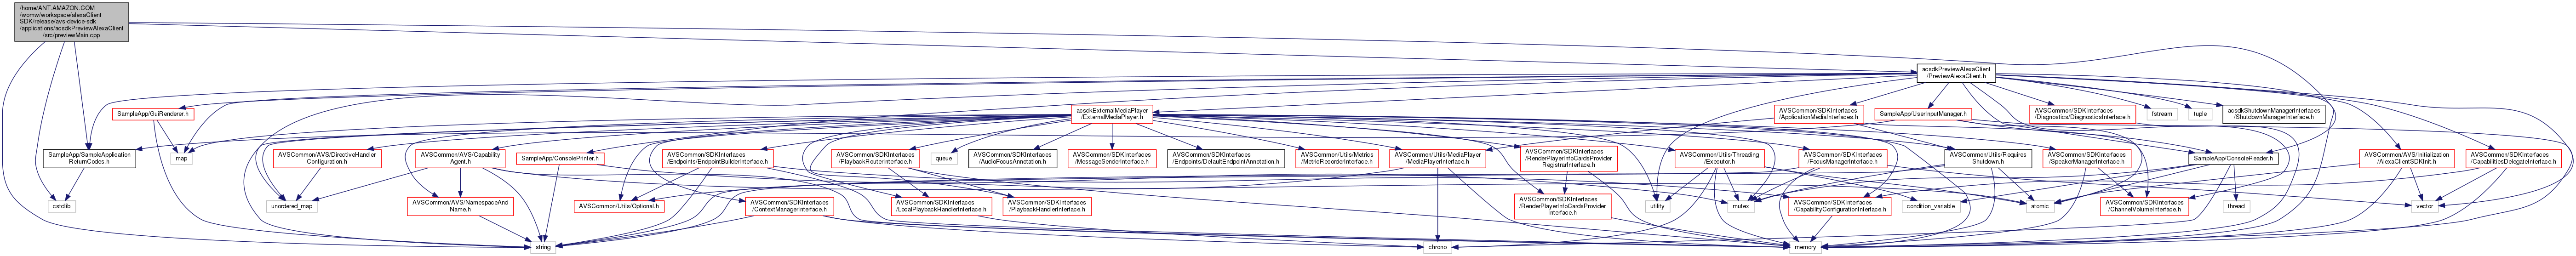 /home/ANT.AMAZON.COM
/womw/workspace/alexaClient
SDK/release/avs-device-sdk
/applications/acsdkPreviewAlexaClient
/src/previewMain.cpp
acsdkPreviewAlexaClient
/PreviewAlexaClient.h
SampleApp/GuiRenderer.h
acsdkExternalMediaPlayer
/ExternalMediaPlayer.h
AVSCommon/SDKInterfaces
/ApplicationMediaInterfaces.h
SampleApp/UserInputManager.h
AVSCommon/SDKInterfaces
/Diagnostics/DiagnosticsInterface.h
fstream
tuple
acsdkShutdownManagerInterfaces
/ShutdownManagerInterface.h
SampleApp/SampleApplication
ReturnCodes.h
map
AVSCommon/AVS/DirectiveHandler
Configuration.h
AVSCommon/AVS/Capability
Agent.h
SampleApp/ConsolePrinter.h
AVSCommon/SDKInterfaces
/Endpoints/EndpointBuilderInterface.h
AVSCommon/SDKInterfaces
/PlaybackRouterInterface.h
queue
AVSCommon/SDKInterfaces
/AudioFocusAnnotation.h
AVSCommon/SDKInterfaces
/MessageSenderInterface.h
AVSCommon/SDKInterfaces
/Endpoints/DefaultEndpointAnnotation.h
AVSCommon/Utils/Metrics
/MetricRecorderInterface.h
AVSCommon/Utils/MediaPlayer
/MediaPlayerInterface.h
AVSCommon/SDKInterfaces
/RenderPlayerInfoCardsProvider
RegistrarInterface.h
AVSCommon/Utils/Threading
/Executor.h
AVSCommon/SDKInterfaces
/FocusManagerInterface.h
AVSCommon/Utils/Requires
Shutdown.h
AVSCommon/SDKInterfaces
/SpeakerManagerInterface.h
SampleApp/ConsoleReader.h
AVSCommon/AVS/Initialization
/AlexaClientSDKInit.h
AVSCommon/SDKInterfaces
/CapabilitiesDelegateInterface.h
cstdlib
unordered_map
AVSCommon/AVS/NamespaceAnd
Name.h
AVSCommon/Utils/Optional.h
AVSCommon/SDKInterfaces
/ContextManagerInterface.h
AVSCommon/SDKInterfaces
/LocalPlaybackHandlerInterface.h
AVSCommon/SDKInterfaces
/PlaybackHandlerInterface.h
AVSCommon/SDKInterfaces
/RenderPlayerInfoCardsProvider
Interface.h
utility
mutex
AVSCommon/SDKInterfaces
/CapabilityConfigurationInterface.h
condition_variable
atomic
AVSCommon/SDKInterfaces
/ChannelVolumeInterface.h
thread
vector
string
chrono
memory